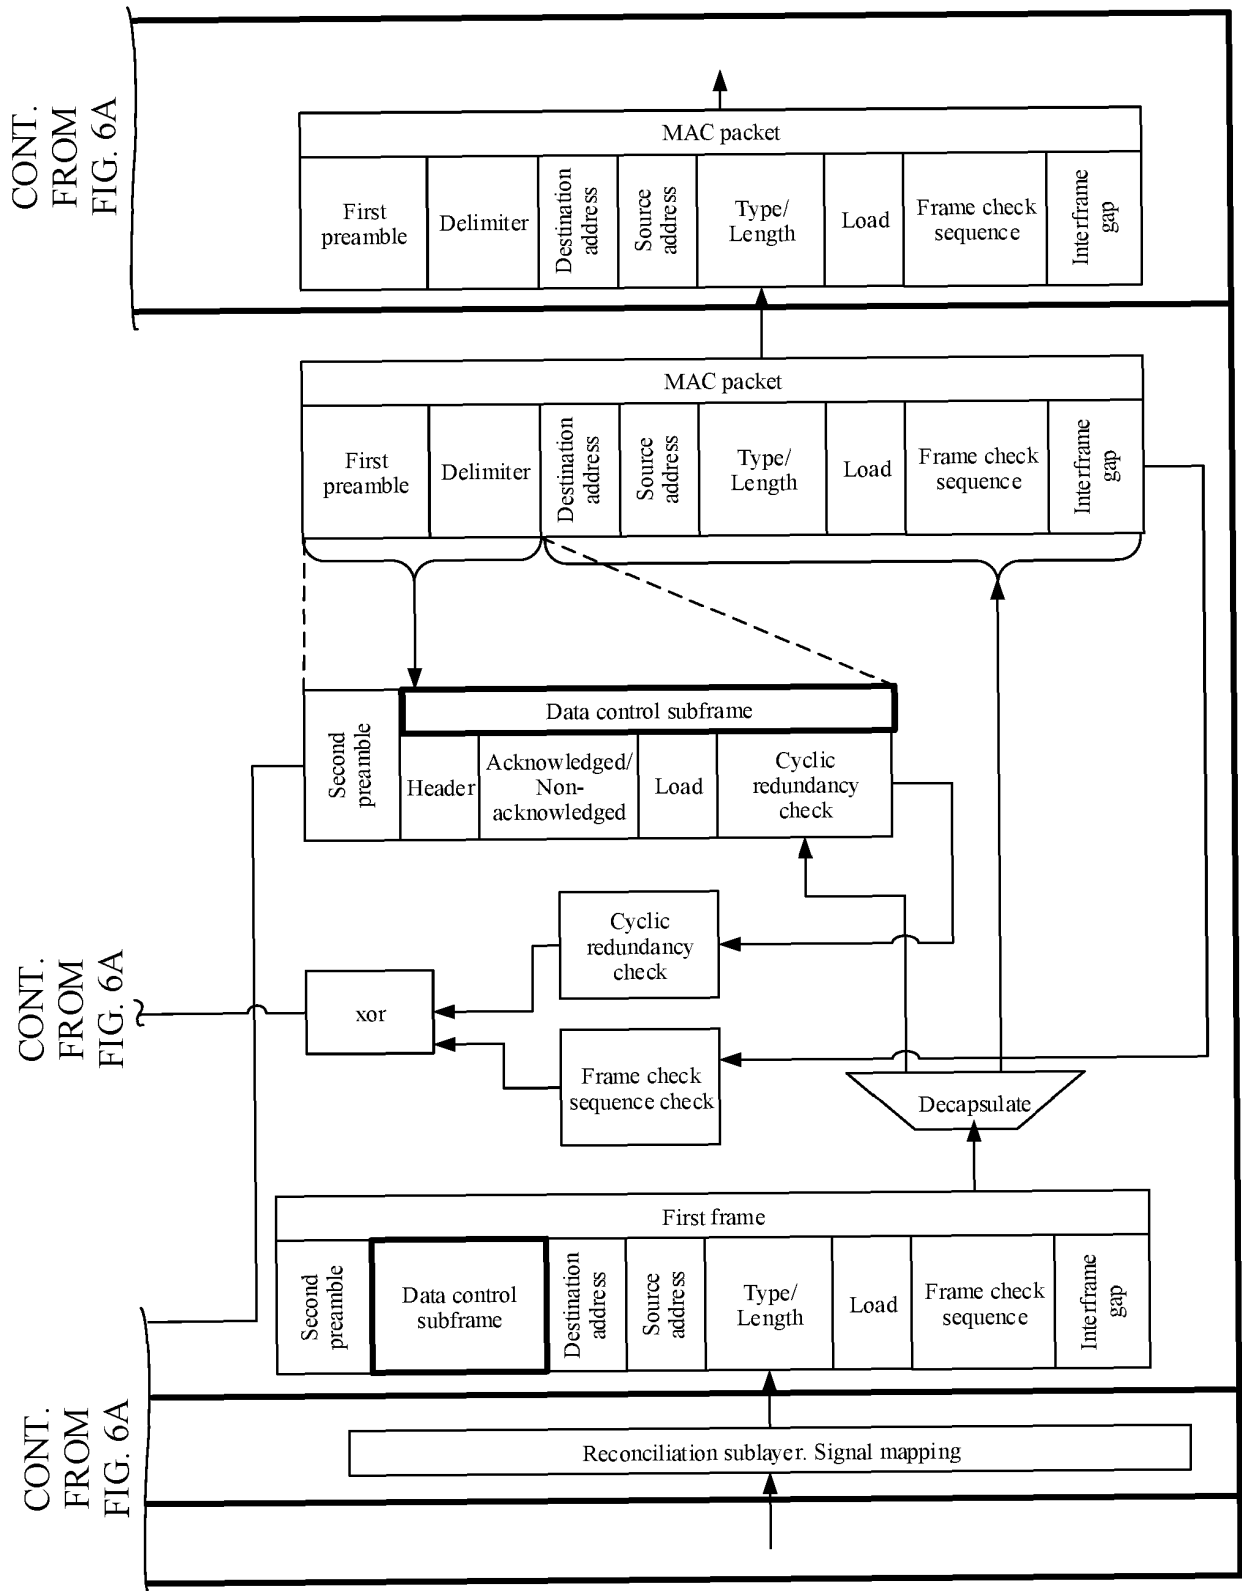 CONT.
FROM
FIG. 6A
MAC packet
First
preamble
Delimiter
Destination
address
Source
address
Type/
Length
Load
Frame check
sequence
Interframe
gap
MAC packet
First
preamble
Delimiter
Destination
address
Source
address
Type/
Length
Load
Frame check
sequence
Interframe
gap
Second
preamble
Data control subframe
Header
Acknowledged/
Non-
acknowledged
Load
Cyclic
redundancy
check
CONT.
FROM
FIG. 6A
xor
Cyclic
redundancy
check
Frame check
sequence check
Decapsulate
First frame
Second
preamble
Data control
subframe
Destination
address
Source
address
Type/
Length
Load
Frame check
sequence
Interframe
gap
CONT.
FROM
FIG. 6A
Reconciliation sublayer. Signal mapping